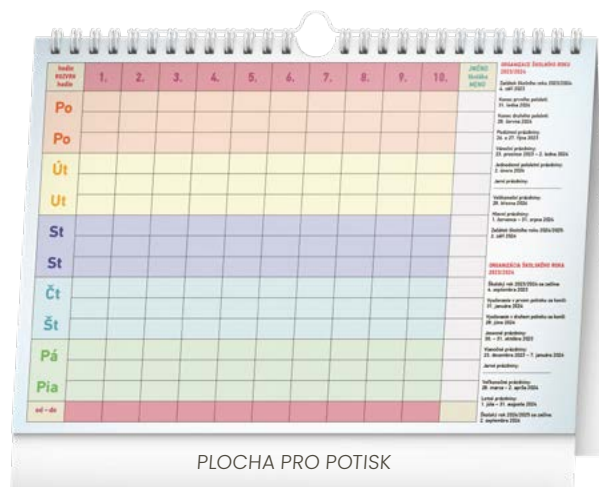 hodin
ROZVRH
hodín
1. 2. 3. 4. 5. 6. 7. 8. 9. 10.
JMÉNO
školáka
MENO
Po
Po
Út
Ut
St
St
Čt
Št
Pá
Pia
od – do
ORGANIZACE ŠKOLNÍHO ROKU
2023/2024
Začátek školního roku 2023/2024:
4. září 2023
Konec prvního pololetí:
31. ledna 2024
Konec druhého pololetí:
28. června 2024
Podzimní prázdniny:
26. a 27. října 2023
Vánoční prázdniny:
23. prosince 2023 – 2. ledna 2024
Jednodenní pololetní prázdniny:
2. února 2024
Jarní prázdniny:
Velikonoční prázdniny:
28. března 2024
Hlavní prázdniny:
1. července – 31. srpna 2024
Začátek školního roku 2024/2025:
2. září 2024
ORGANIZÁCIA ŠKOLSKÉHO ROKA
2023/2024
Školský rok 2023/2024 sa začína:
4. septembra 2023
Vyučovanie v prvom polroku sa končí:
31. januára 2024
Vyučovanie v druhom polroku sa končí:
28. júna 2024
Jesenné prázdniny:
30. – 31. októbra 2023
Vianočné prázdniny:
23. decembra 2023 – 7. januára 2024
Jarné prázdniny:
Veľkonočné prázdniny:
28. marca – 2. apríla 2024
Letné prázdniny:
1. júla – 31. augusta 2024
Školský rok 2024/2025 sa začína:
2. septembra 2024
PLOCHA PRO POTISK